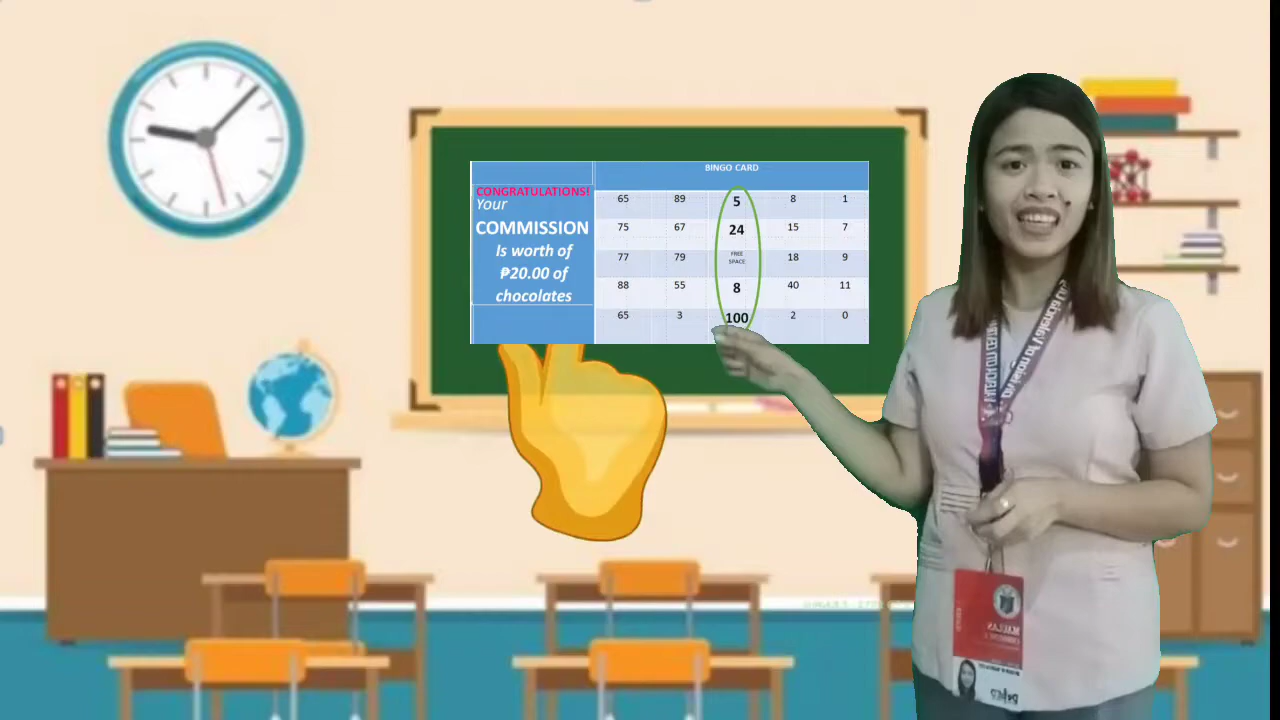 BINGO CARD
CONGRATULATIONS!
Your
COMMISSION
Is worth of
₱20.00 of
chocolates
65 89 5 8 1
75 67 24 15 7
77 79 FREE SPACE 18 9
88 55 8 40 11
65 3 100 2 0